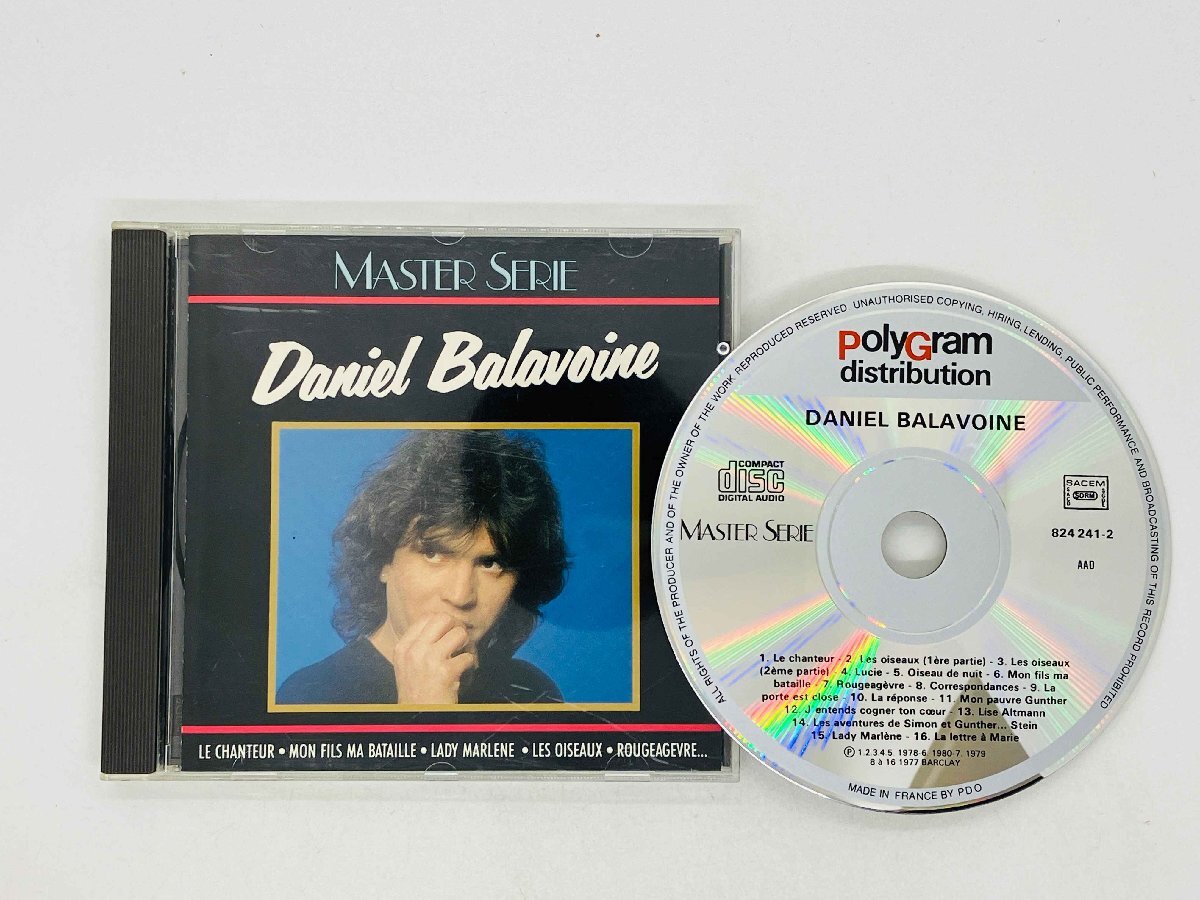 MASTER SERIE
Daniel Balavoine
LE CHANTEUR • MON FILS MA BATAILLE • LADY MARLENE • LES OISEAUX • ROUGEAGEVRE...
ALL RIGHTS OF THE PRODUCER AND OF THE OWNER OF THE WORK REPRODUCED RESERVED. UNAUTHORISED COPYING, HIRING, LENDING, PUBLIC PERFORMANCE AND BROADCASTING OF THIS RECORD PROHIBITED
PolyGram
distribution
DANIEL BALAVOINE
COMPACT
disc
DIGITAL AUDIO
MASTER SERIE
SACEM
SACD SDRM SGDL
824 241-2
AAD
1. Le chanteur - 2. Les oiseaux (1ère partie) - 3. Les oiseaux
(2ème partie) - 4. Lucie - 5. Oiseau de nuit - 6. Mon fils ma
bataille - 7. Rougeagèvre - 8. Correspondances - 9. La
porte est close - 10. La réponse - 11. Mon pauvre Gunther
12. J'entends cogner ton cœur - 13. Lise Altmann
14. Les aventures de Simon et Gunther... Stein
15. Lady Marlène - 16. La lettre à Marie
Ⓟ 1.2.3.4.5. 1978-6. 1980-7. 1979
8 à 16 1977 BARCLAY
MADE IN FRANCE BY PDO